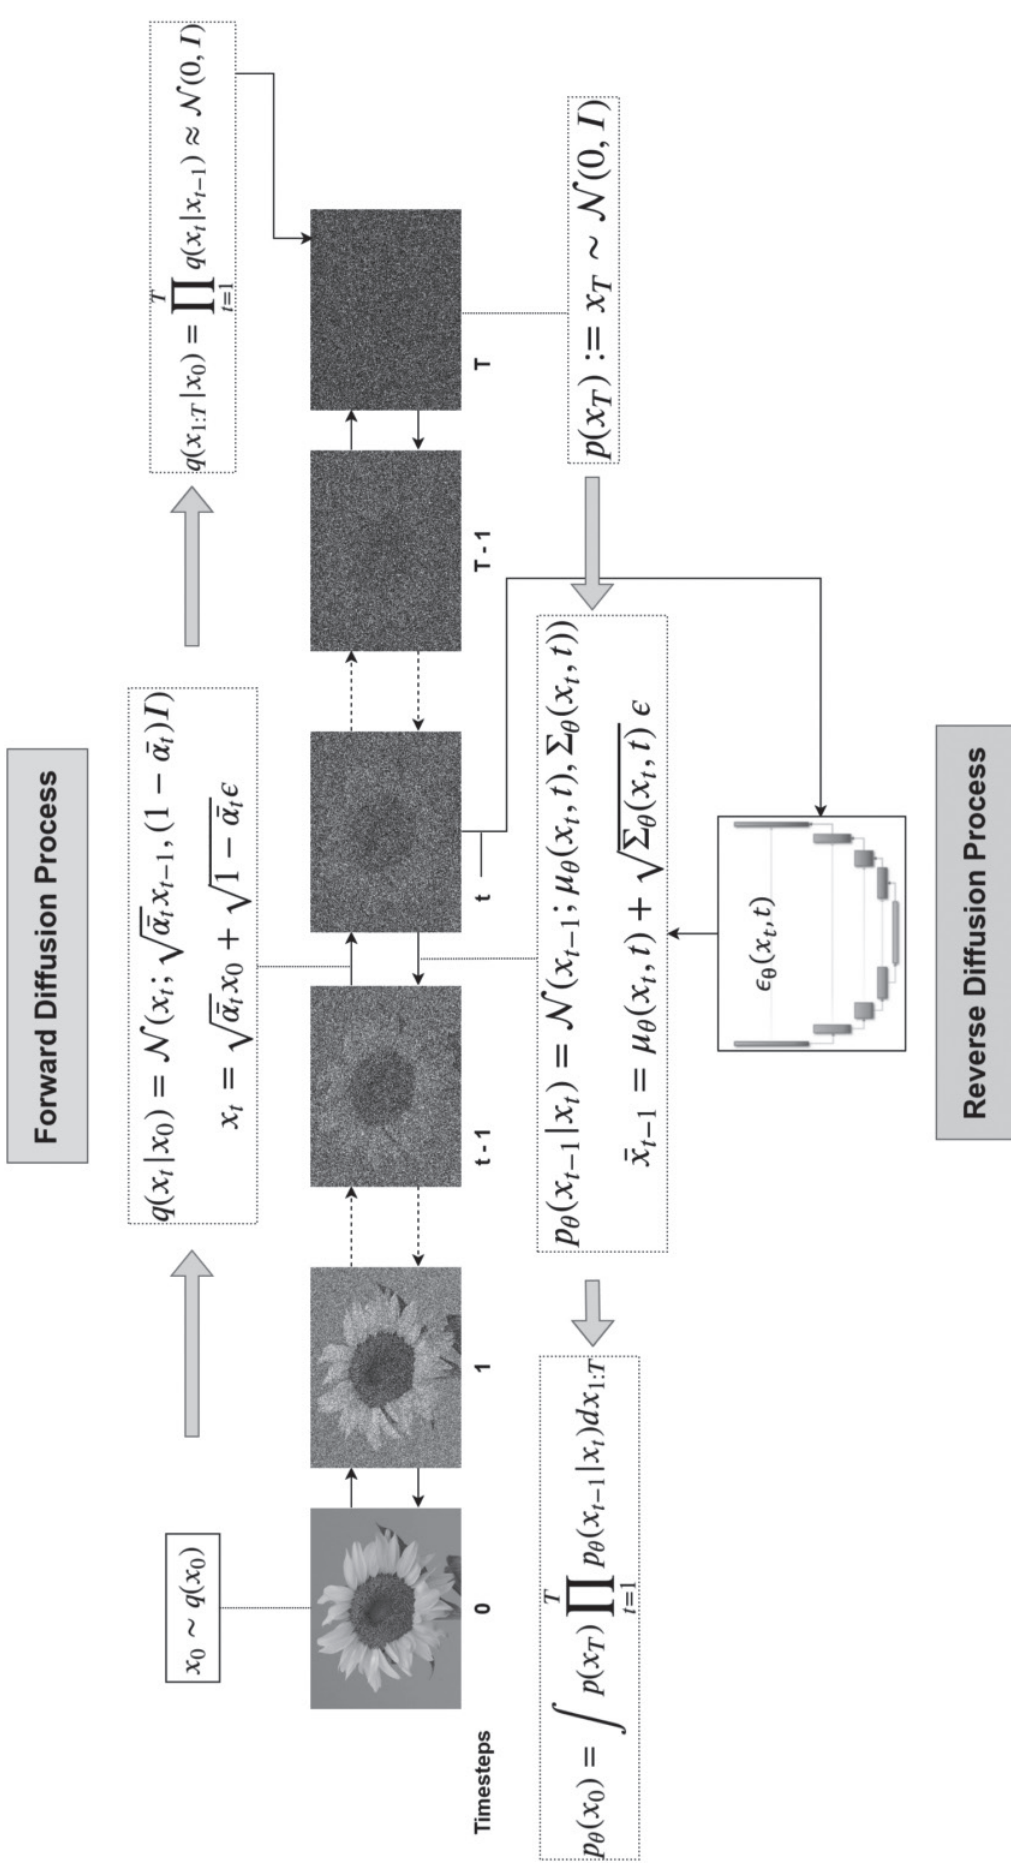 Forward Diffusion Process
x_0 ∼ q(x_0)
q(x_t|x_0) = 𝒩(x_t; √ᾱ_t x_{t−1}, (1 − ᾱ_t)I)
x_t = √ᾱ_t x_0 + √(1 − ᾱ_t) ϵ
q(x_{1:T}|x_0) = ∏_{t=1}^{T} q(x_t|x_{t−1}) ≈ 𝒩(0, I)
Timesteps 0 1 t - 1 t T - 1 T
p_θ(x_0) = ∫ p(x_T) ∏_{t=1}^{T} p_θ(x_{t−1}|x_t)dx_{1:T}
p_θ(x_{t−1}|x_t) = 𝒩(x_{t−1}; μ_θ(x_t, t), Σ_θ(x_t, t))
x̄_{t−1} = μ_θ(x_t, t) + √Σ_θ(x_t, t) ϵ
p(x_T) := x_T ∼ 𝒩(0, I)
ϵ_θ(x_t,t)
Reverse Diffusion Process